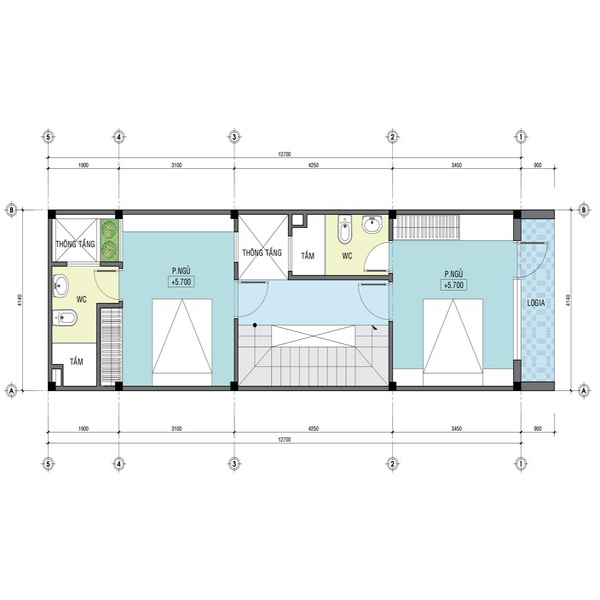 5 4 3 2 1
12700
1900 3100 4250 3450 900
B B
THÔNG TẦNG
THÔNG TẦNG
TẮM
WC
P.NGỦ
+5.700
P.NGỦ
+5.700
WC
LOGIA
4140 4140
TẮM
A A
1900 3100 4250 3450 900
12700
5 4 3 2 1